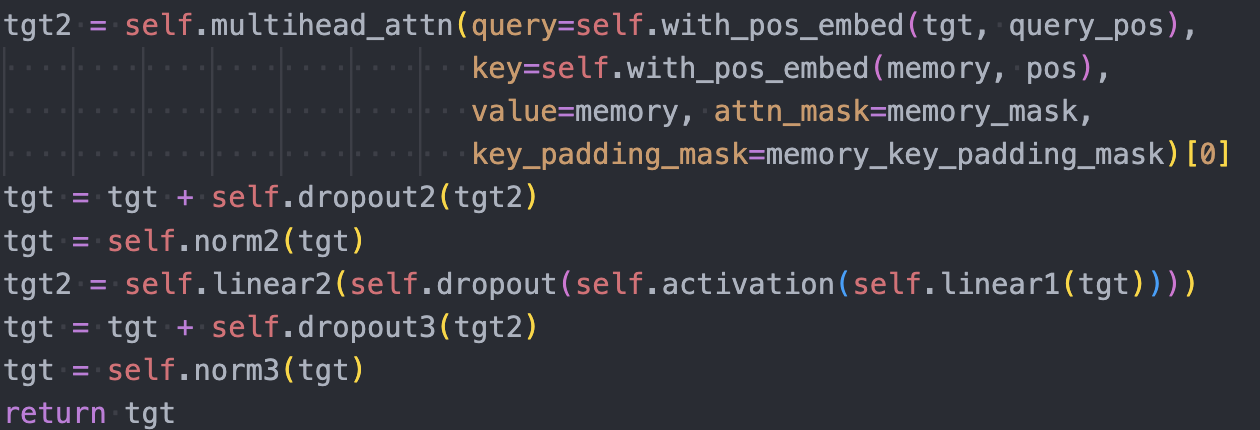 tgt2 = self.multihead_attn(query=self.with_pos_embed(tgt, query_pos),
                           key=self.with_pos_embed(memory, pos),
                           value=memory, attn_mask=memory_mask,
                           key_padding_mask=memory_key_padding_mask)[0]
tgt = tgt + self.dropout2(tgt2)
tgt = self.norm2(tgt)
tgt2 = self.linear2(self.dropout(self.activation(self.linear1(tgt))))
tgt = tgt + self.dropout3(tgt2)
tgt = self.norm3(tgt)
return tgt